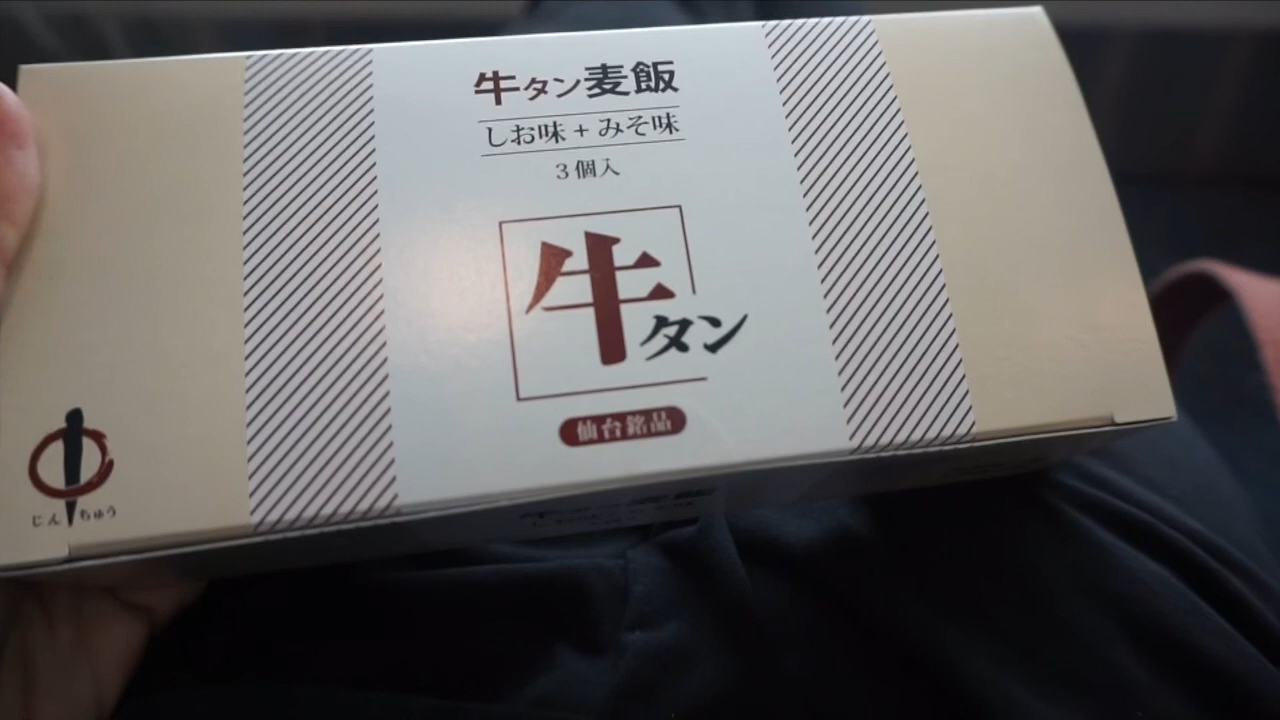 牛タン麦飯
しお味+みそ味
3個入
牛タン
仙台銘品
じんちゅう